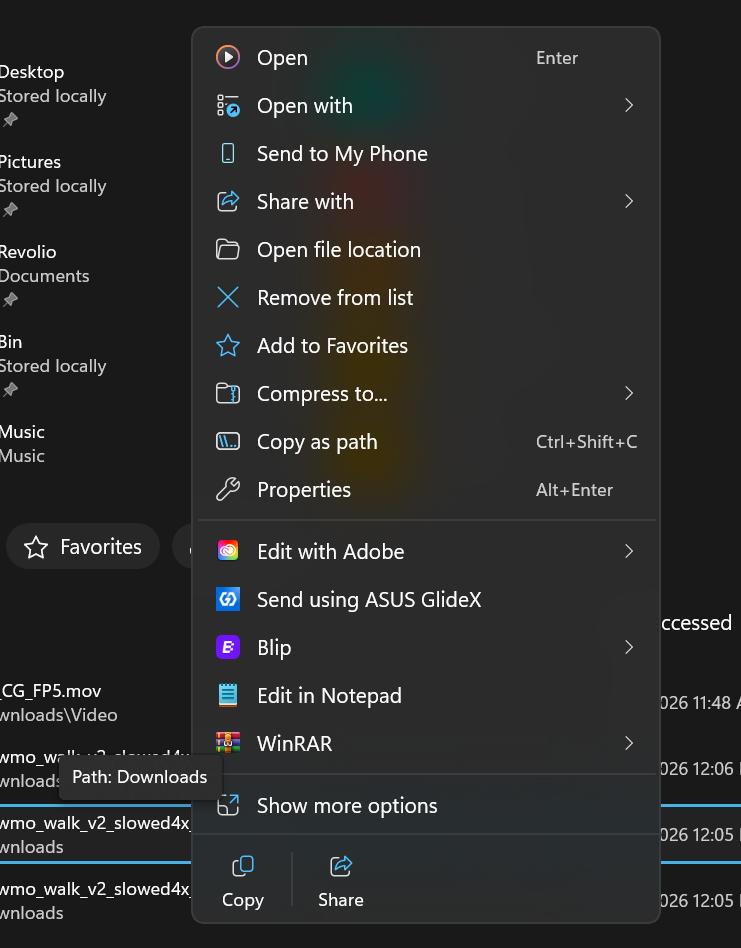 Desktop
Stored locally
Pictures
Stored locally
Revolio
Documents
Bin
Stored locally
Music
Music
Favorites
_CG_FP5.mov
wnloads\Video
wmo_walk_v2_slowed4x
wnloads
Path: Downloads
wmo_walk_v2_slowed4x_
wnloads
wmo_walk_v2_slowed4x_
wnloads
Open Enter
Open with
Send to My Phone
Share with
Open file location
Remove from list
Add to Favorites
Compress to...
Copy as path Ctrl+Shift+C
Properties Alt+Enter
Edit with Adobe
Send using ASUS GlideX
Blip
Edit in Notepad
WinRAR
Show more options
Copy Share
ccessed
026 11:48 A
026 12:06
026 12:05
026 12:05